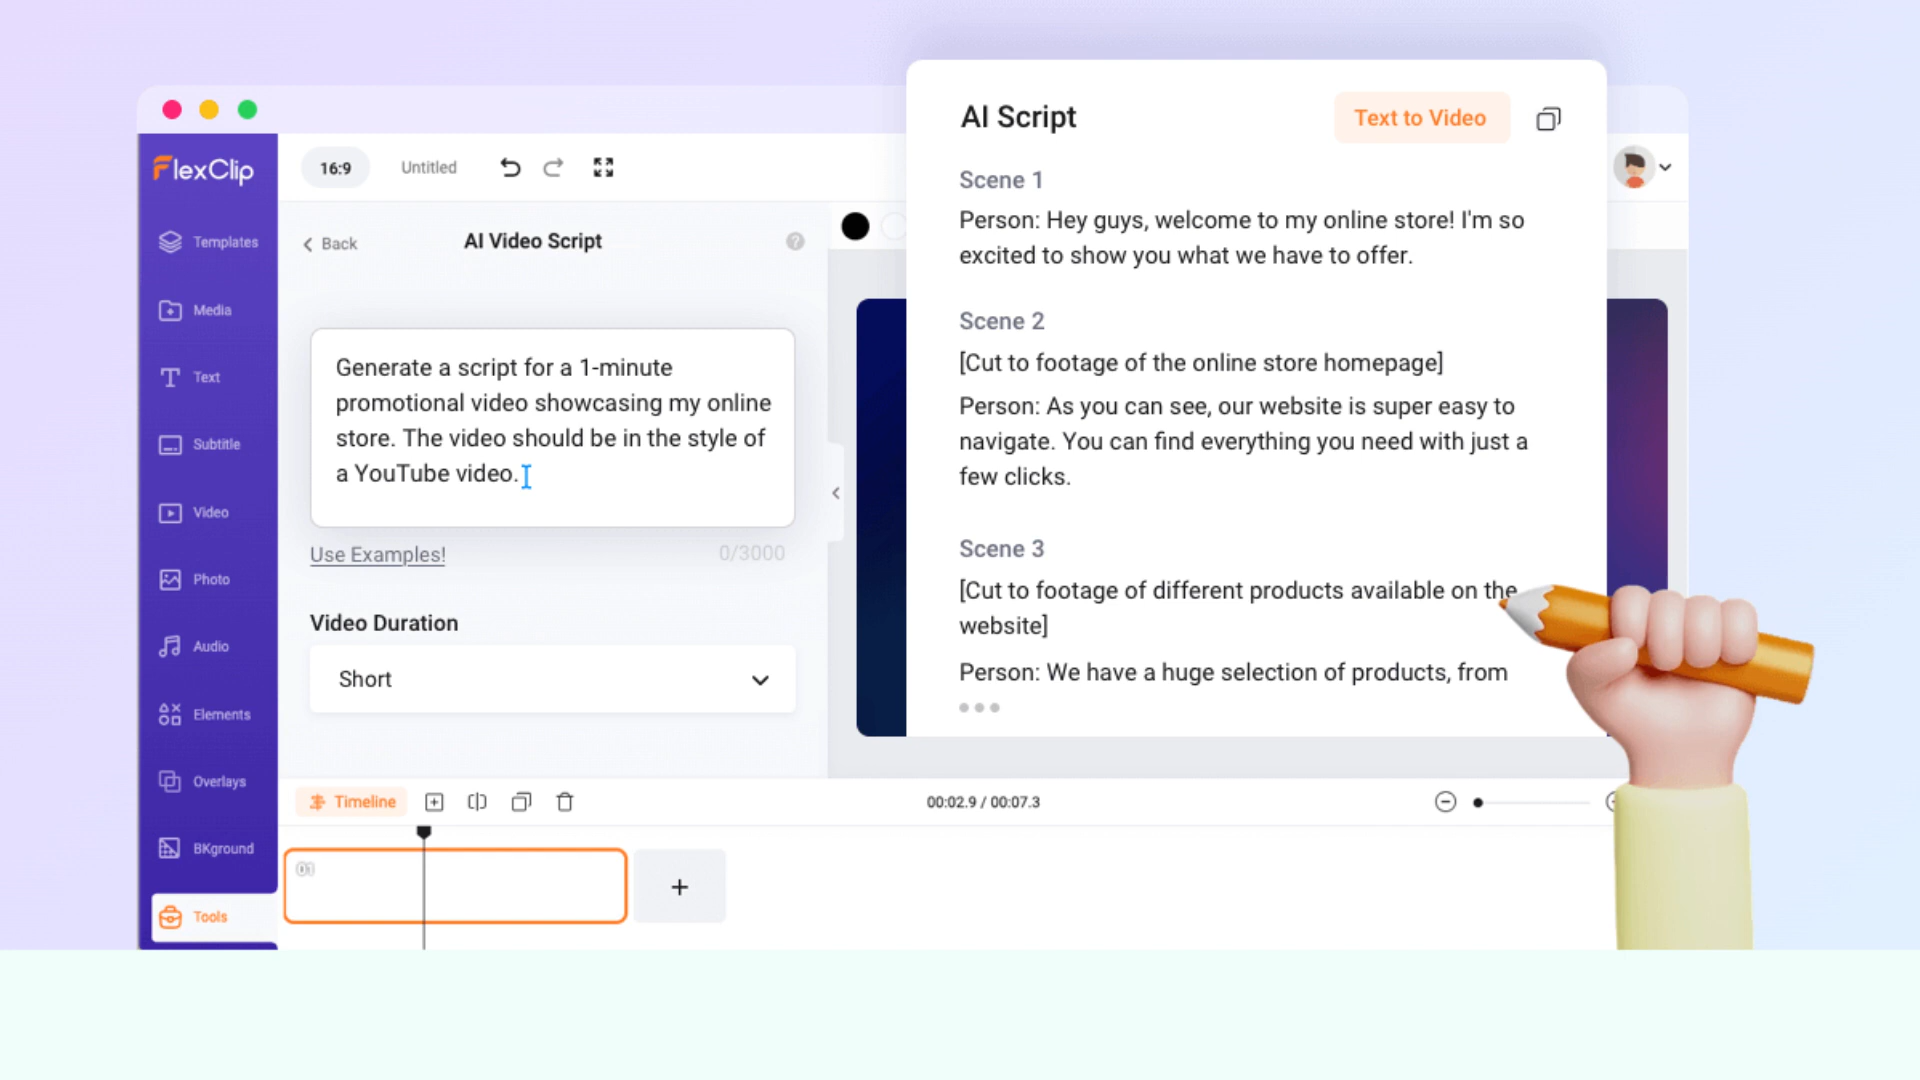 FlexClip
16:9
Untitled
Templates
Media
Text
Subtitle
Video
Photo
Audio
Elements
Overlays
BKground
Tools
Back
AI Video Script
?
Generate a script for a 1-minute
promotional video showcasing my online
store. The video should be in the style of
a YouTube video.
Use Examples!
0/3000
Video Duration
Short
AI Script
Text to Video
Scene 1
Person: Hey guys, welcome to my online store! I'm so
excited to show you what we have to offer.
Scene 2
[Cut to footage of the online store homepage]
Person: As you can see, our website is super easy to
navigate. You can find everything you need with just a
few clicks.
Scene 3
[Cut to footage of different products available on the
website]
Person: We have a huge selection of products, from
Timeline
00:02.9 / 00:07.3